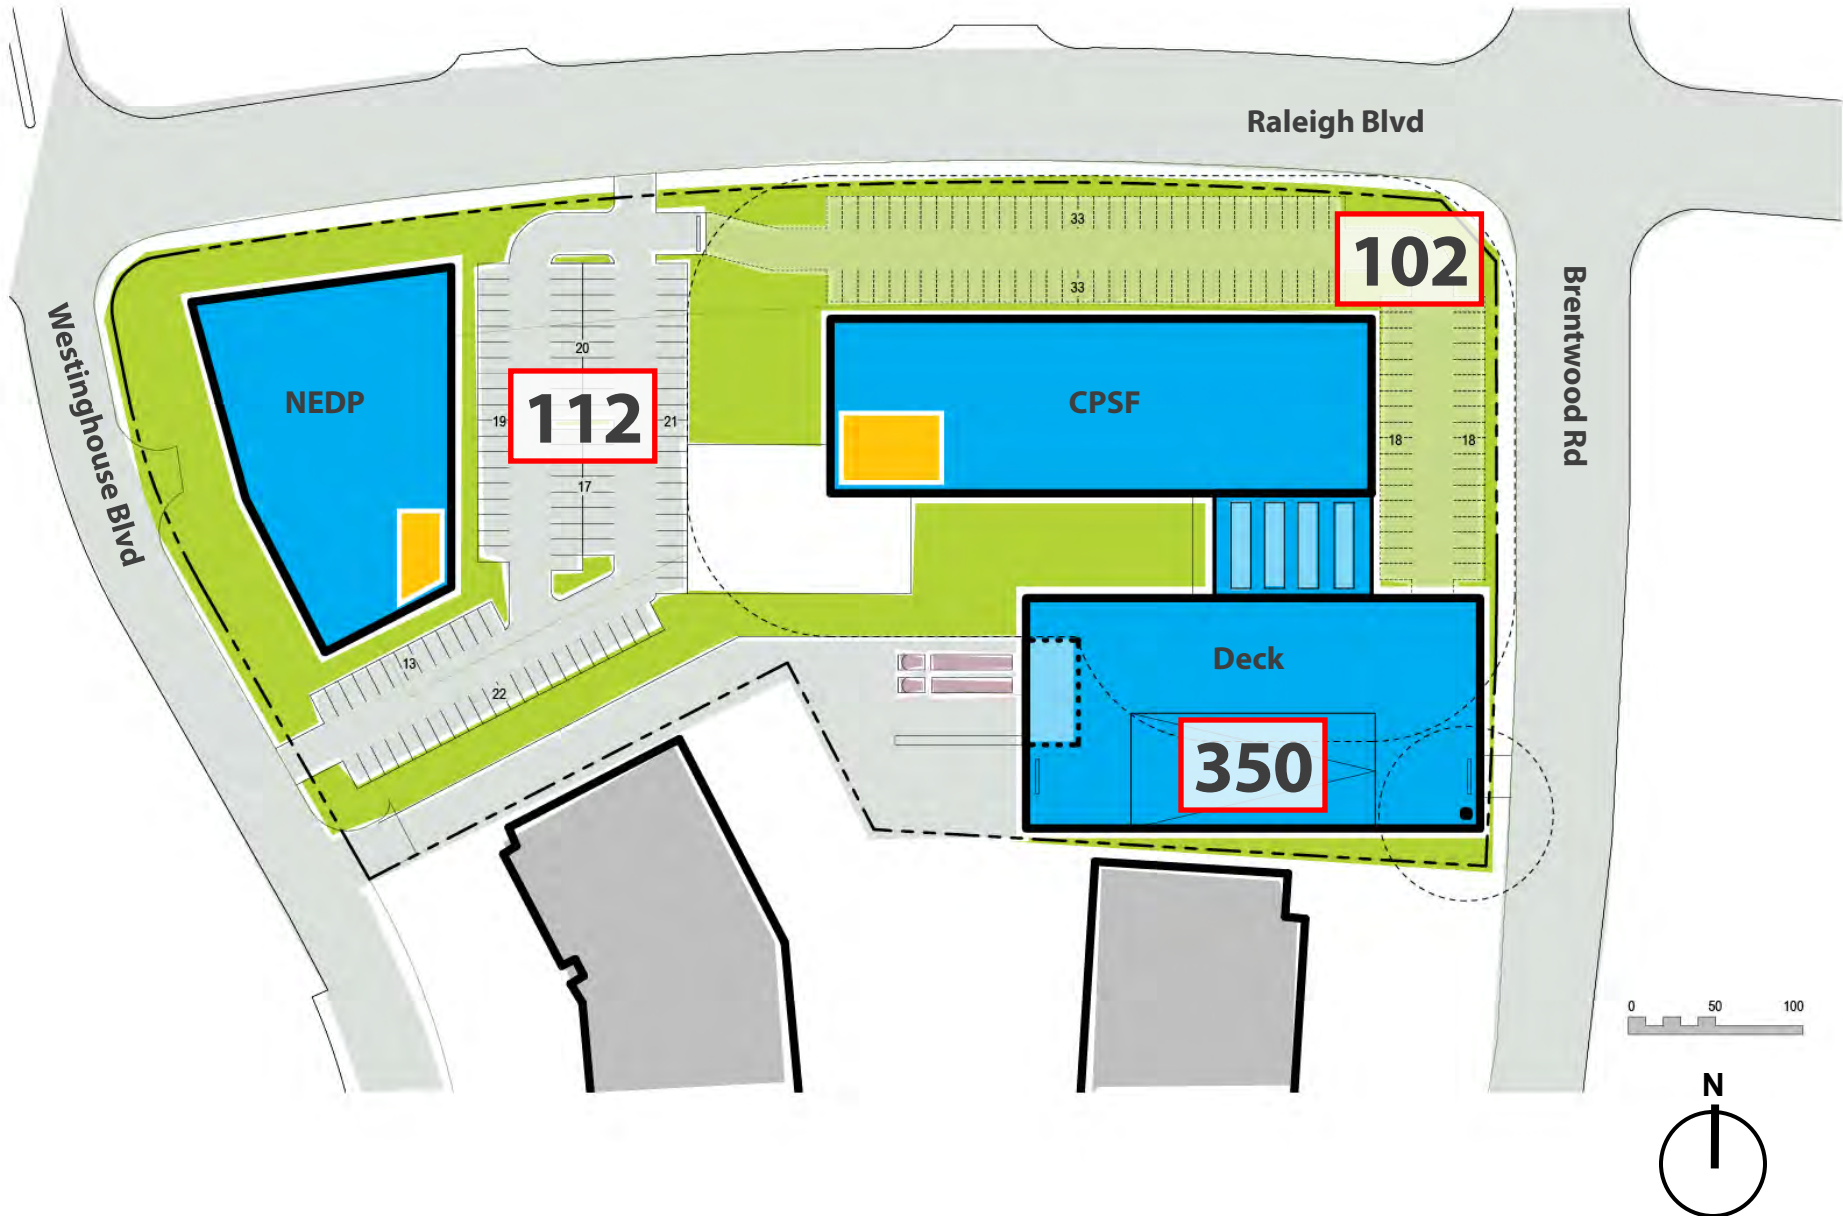 Raleigh Blvd
33
102
33
Brentwood Rd
Westinghouse Blvd
20
NEDP
112
19
21
CPSF
18
18
17
13
22
Deck
350
0 50 100
N